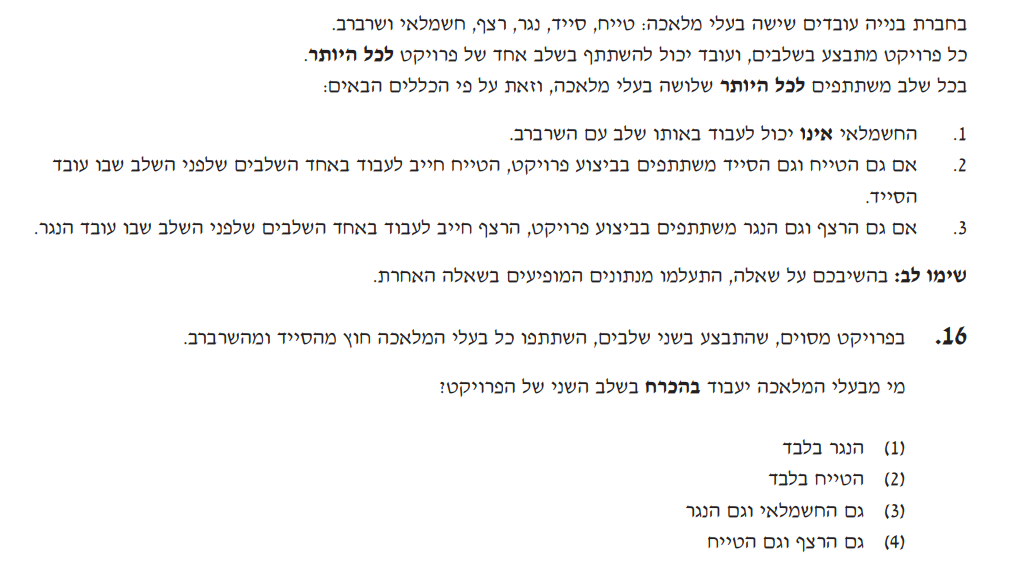 בחברת בנייה עובדים שישה בעלי מלאכה: טייח, סייד, נגר, רצף, חשמלאי ושרברב.
כל פרויקט מתבצע בשלבים, ועובד יכול להשתתף בשלב אחד של פרויקט לכל היותר.
בכל שלב משתתפים לכל היותר שלושה בעלי מלאכה, וזאת על פי הכללים הבאים:
1. החשמלאי אינו יכול לעבוד באותו שלב עם השרברב.
2. אם גם הטייח וגם הסייד משתתפים בביצוע פרויקט, הטייח חייב לעבוד באחד השלבים שלפני השלב שבו עובד
הסייד.
3. אם גם הרצף וגם הנגר משתתפים בביצוע פרויקט, הרצף חייב לעבוד באחד השלבים שלפני השלב שבו עובד הנגר.
שימו לב: בהשיבכם על שאלה, התעלמו מנתונים המופיעים בשאלה האחרת.
16. בפרויקט מסוים, שהתבצע בשני שלבים, השתתפו כל בעלי המלאכה חוץ מהסייד ומהשרברב.
מי מבעלי המלאכה יעבוד בהכרח בשלב השני של הפרויקט?
(1) הנגר בלבד
(2) הטייח בלבד
(3) גם החשמלאי וגם הנגר
(4) גם הרצף וגם הטייח